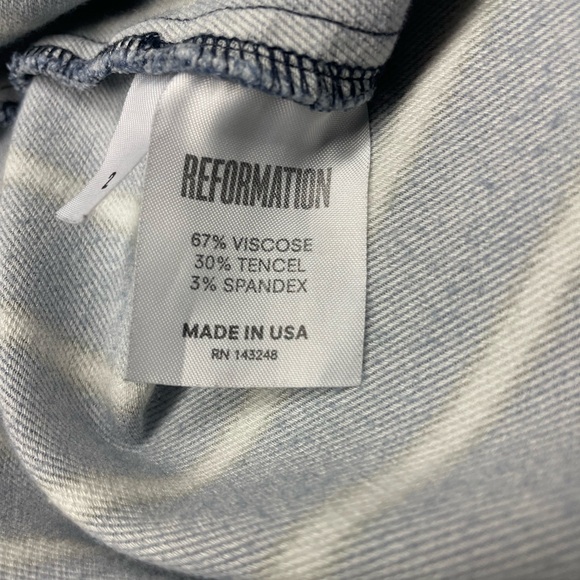 REFORMATION
67% VISCOSE
30% TENCEL
3% SPANDEX
MADE IN USA
RN 143248
2